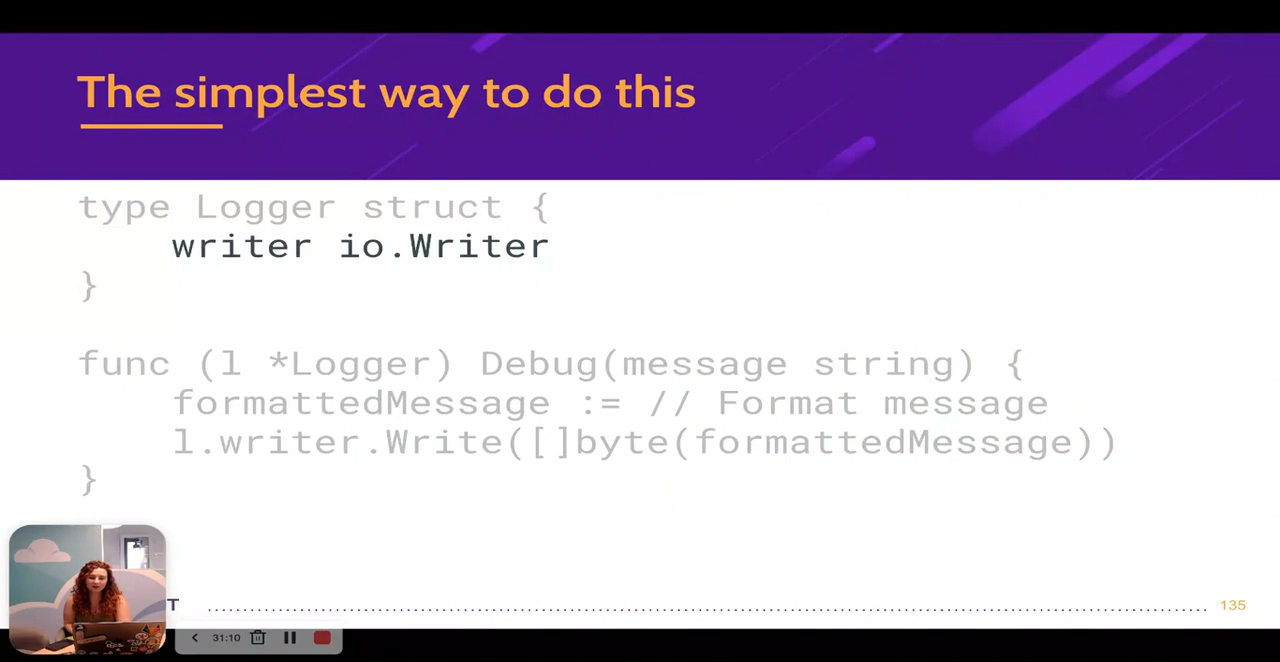 The simplest way to do this
type Logger struct {
    writer io.Writer
}
func (l *Logger) Debug(message string) {
    formattedMessage := // Format message
    l.writer.Write([]byte(formattedMessage))
}
T
135
31:10